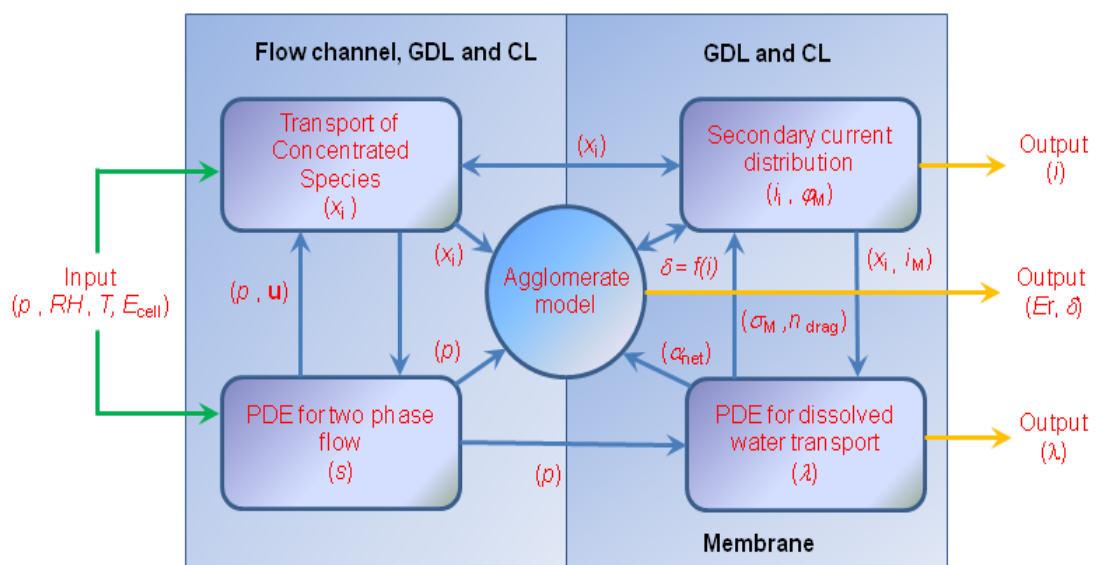 Flow channel, GDL and CL
GDL and CL
Transport of
Concentrated
Species
(xi)
(xi)
Secondary current
distribution
(ii , φM)
Output
(i)
Input
(p , RH , T, Ecell)
(p , u)
(xi)
Agglomerate
model
δ = f(i)
(xi , iM)
Output
(Er, δ)
(p)
(σM , n drag)
(αnet)
PDE for two phase
flow
(s)
(p)
PDE for dissolved
water transport
(λ)
Output
(λ)
Membrane